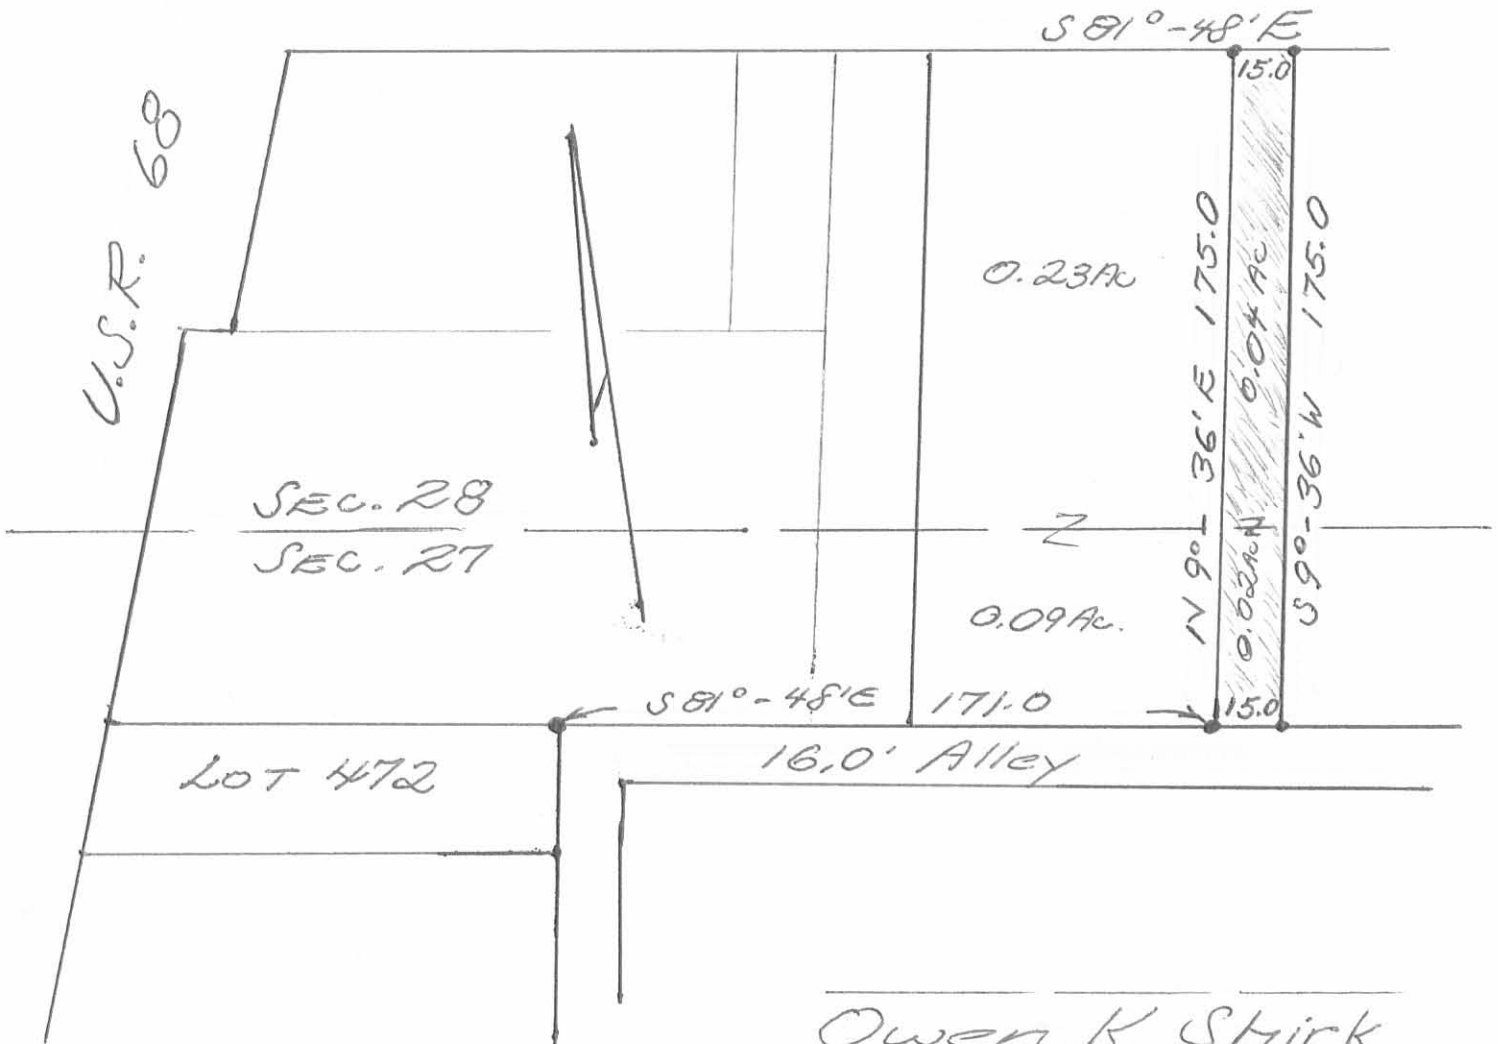 S 81° - 48' E
15.0
U.S.R. 68
0.23 Ac
N 9° - 36' E 175.0
0.04 Ac
S 9° - 36' W 175.0
SEC. 28
SEC. 27
Z
0.02 Ac
0.09 Ac.
S 81° - 48' E 171.0
15.0
16.0' Alley
LOT 472
Owen K Shirk